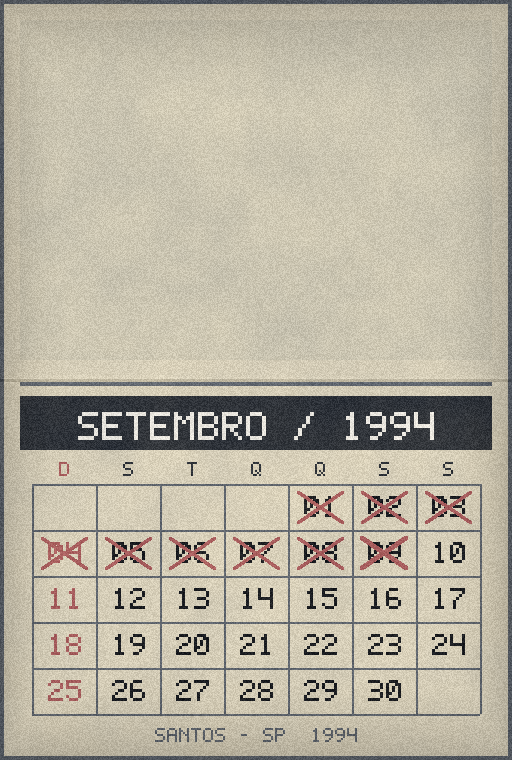 SETEMBRO / 1994
D S T Q Q S S
01 02 03
04 05 06 07 08 09 10
11 12 13 14 15 16 17
18 19 20 21 22 23 24
25 26 27 28 29 30
SANTOS - SP 1994